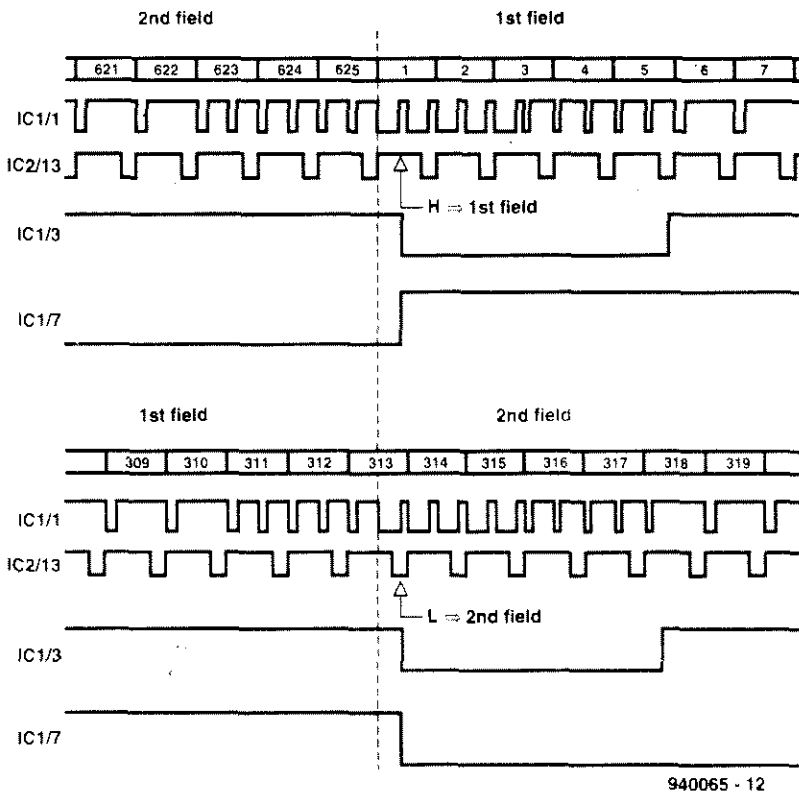 2nd field 1st field
621 622 623 624 625 1 2 3 4 5 6 7
IC1/1
IC2/13
H ⇒ 1st field
IC1/3
IC1/7
1st field 2nd field
309 310 311 312 313 314 315 316 317 318 319
IC1/1
IC2/13
L ⇒ 2nd field
IC1/3
IC1/7
940065 - 12